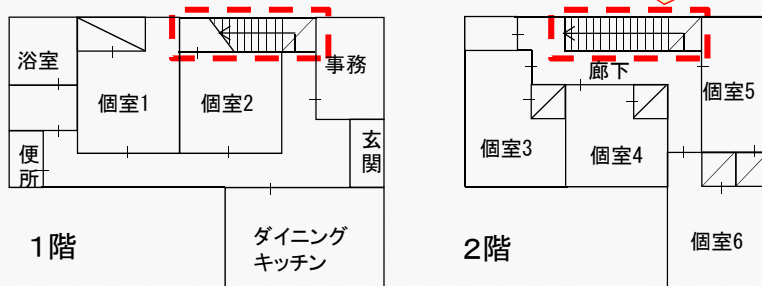 浴室
個室1
個室2
事務
便所
玄関
1階
ダイニング
キッチン
廊下
個室5
個室3
個室4
2階
個室6